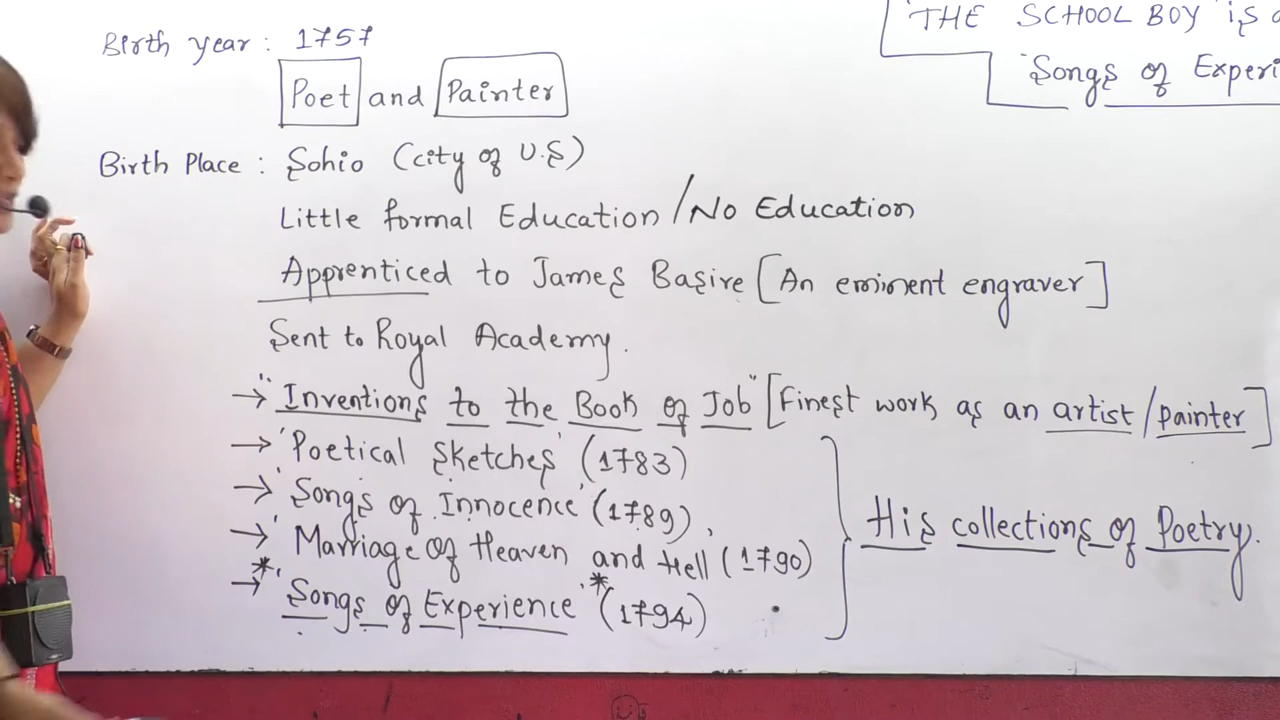 Birth year : 1757
Poet and Painter
Birth Place : Sohio (city of U.S)
Little formal Education / No Education
Apprenticed to James Basire [An eminent engraver]
Sent to Royal Academy.
→ "Inventions to the Book of Job" [Finest work as an artist / painter]
→ 'Poetical Sketches' (1783)
→ 'Songs of Innocence' (1789),
→ 'Marriage of Heaven and Hell (1790)
*→ 'Songs of Experience' * (1794)
His collections of Poetry.
"THE SCHOOL BOY" is
"Songs of Experi